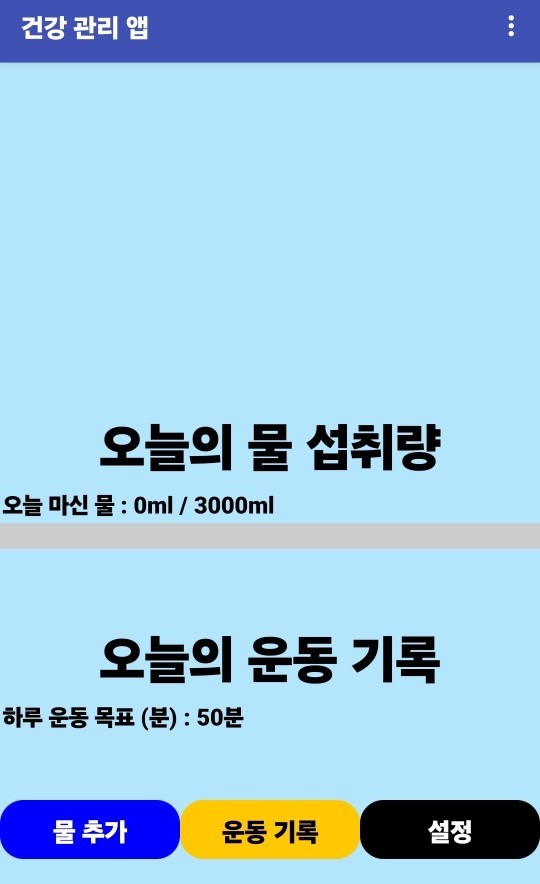 건강 관리 앱
오늘의 물 섭취량
오늘 마신 물 : 0ml / 3000ml
오늘의 운동 기록
하루 운동 목표 (분) : 50분
물 추가
운동 기록
설정